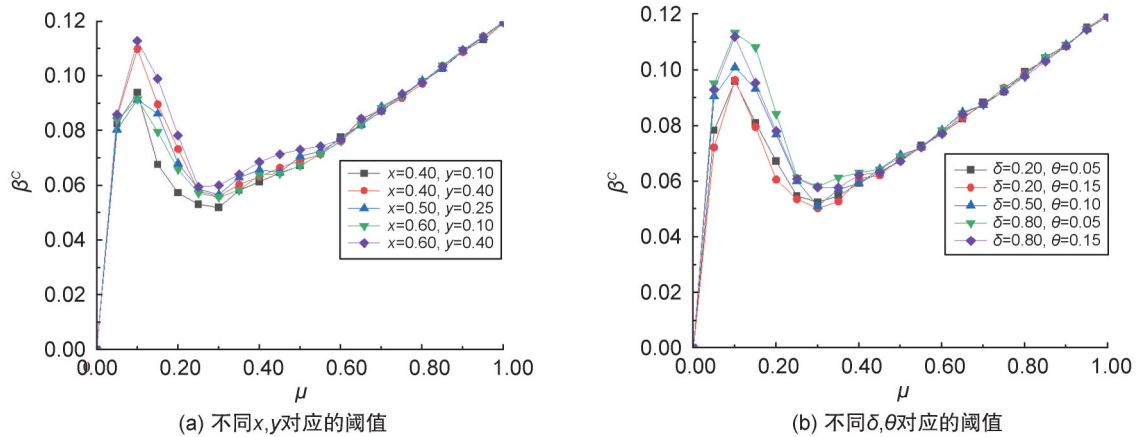 0.12
0.10
0.08
0.06
0.04
0.02
0.00
β^c
0
0.00 0.20 0.40 0.60 0.80 1.00
μ
x=0.40, y=0.10
x=0.40, y=0.40
x=0.50, y=0.25
x=0.60, y=0.10
x=0.60, y=0.40
(a) 不同x,y对应的阈值
0.12
0.10
0.08
0.06
0.04
0.02
0.00
β^c
0.00 0.20 0.40 0.60 0.80 1.00
μ
δ=0.20, θ=0.05
δ=0.20, θ=0.15
δ=0.50, θ=0.10
δ=0.80, θ=0.05
δ=0.80, θ=0.15
(b) 不同δ,θ对应的阈值